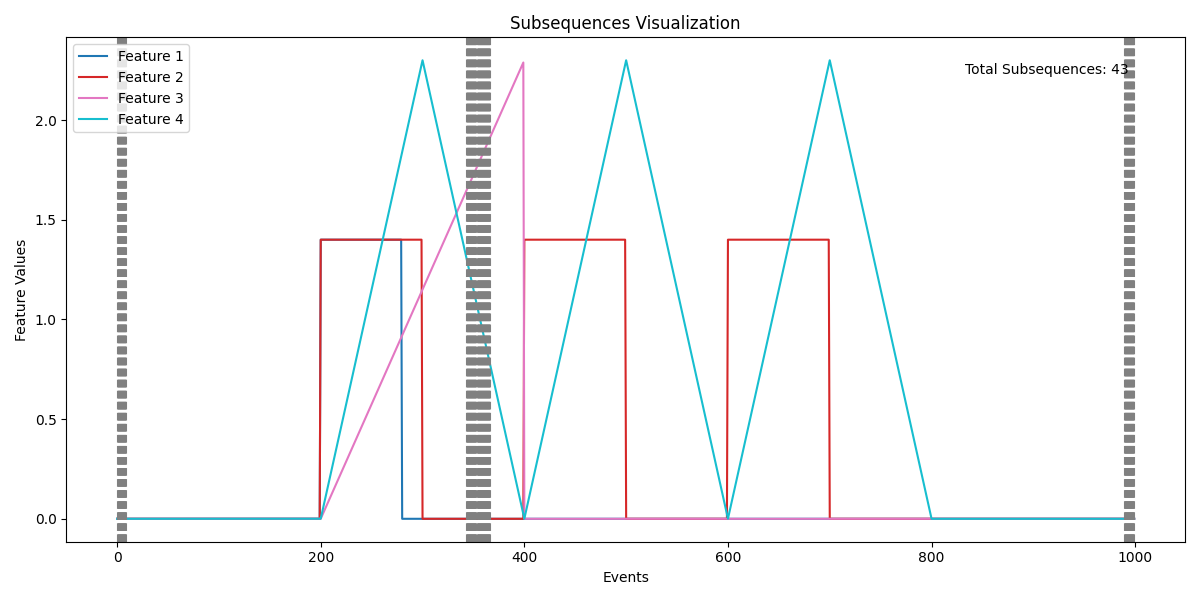 Subsequences Visualization
Feature 1
Feature 2
Feature 3
Feature 4
Total Subsequences: 43
Feature Values
2.0
1.5
1.0
0.5
0.0
0 200 400 600 800 1000
Events